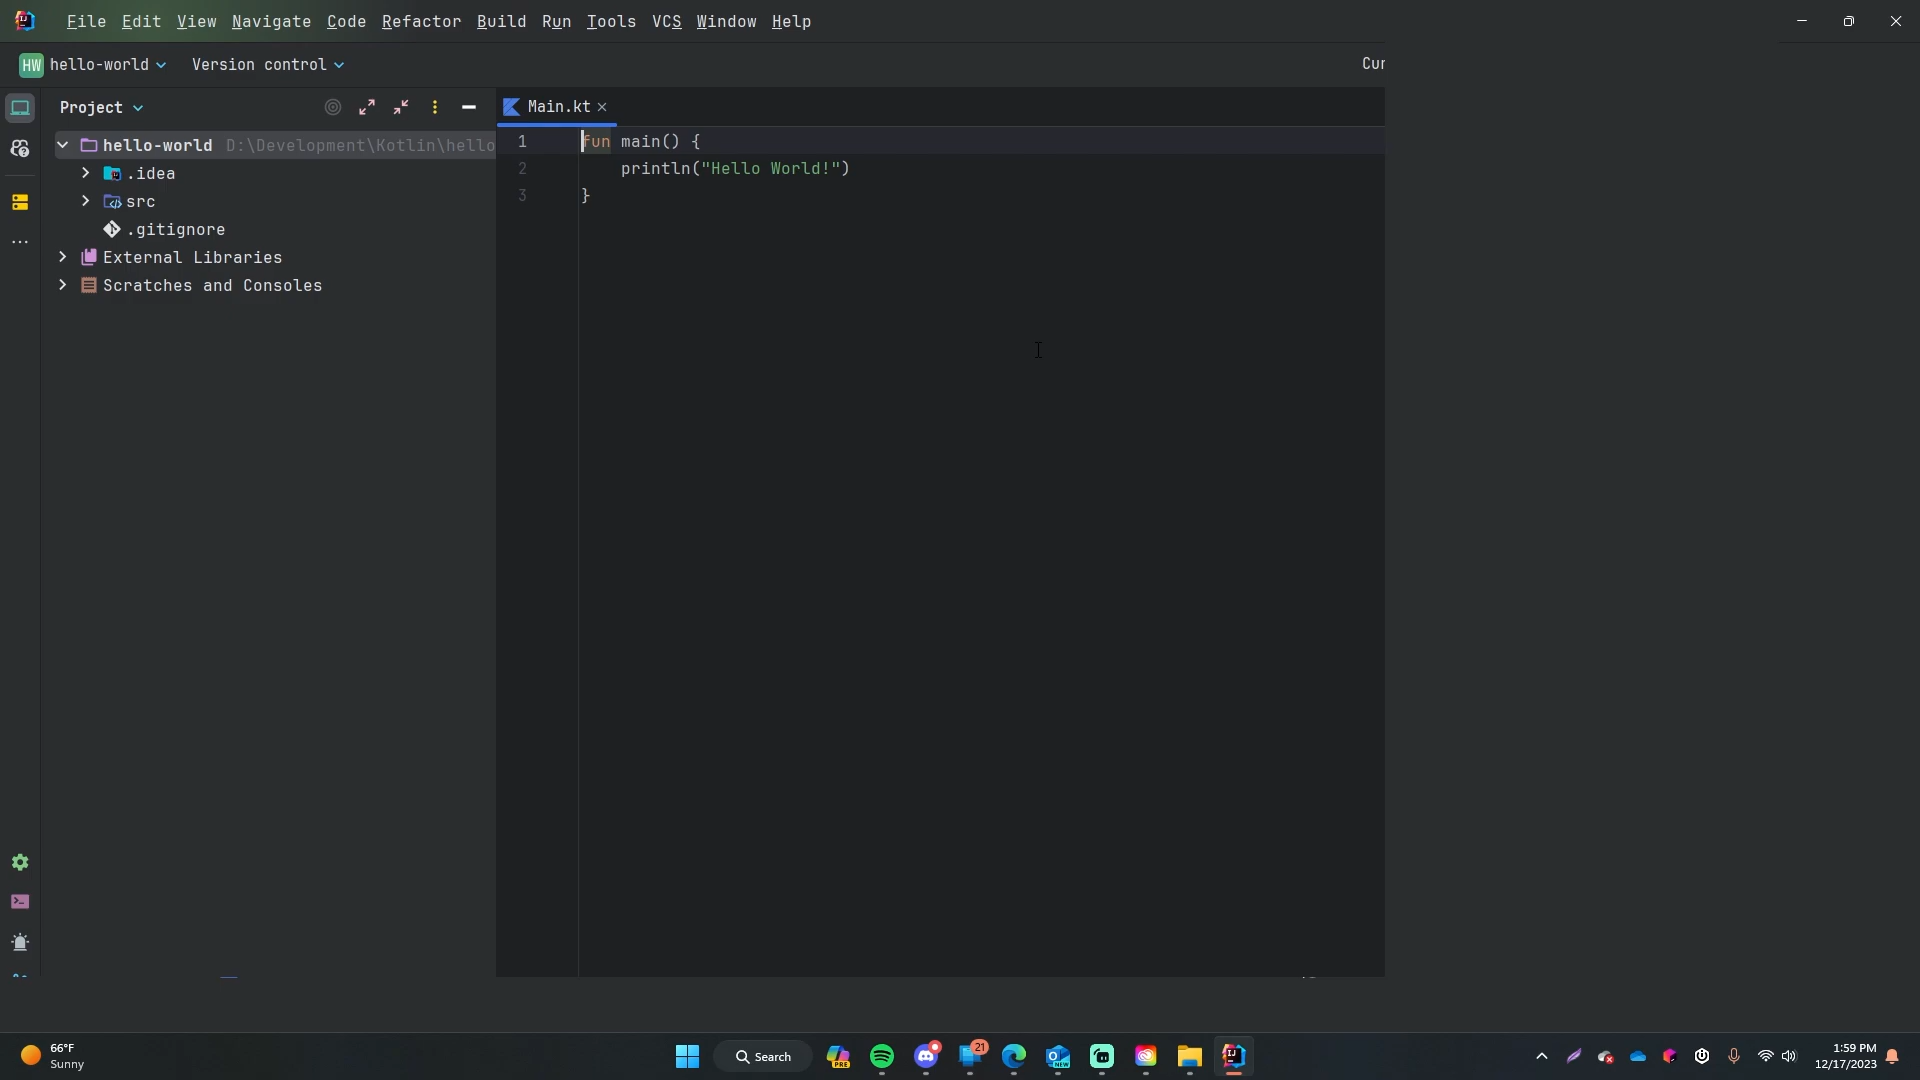 File Edit View Navigate Code Refactor Build Run Tools VCS Window Help
HW hello-world Version control Cur
Project
Main.kt
hello-world D:\Development\Kotlin\hello
.idea
src
.gitignore
External Libraries
Scratches and Consoles
1 fun main() {
2 println("Hello World!")
3 }
66°F
Sunny
Search
PRE
21
NEW
1:59 PM
12/17/2023